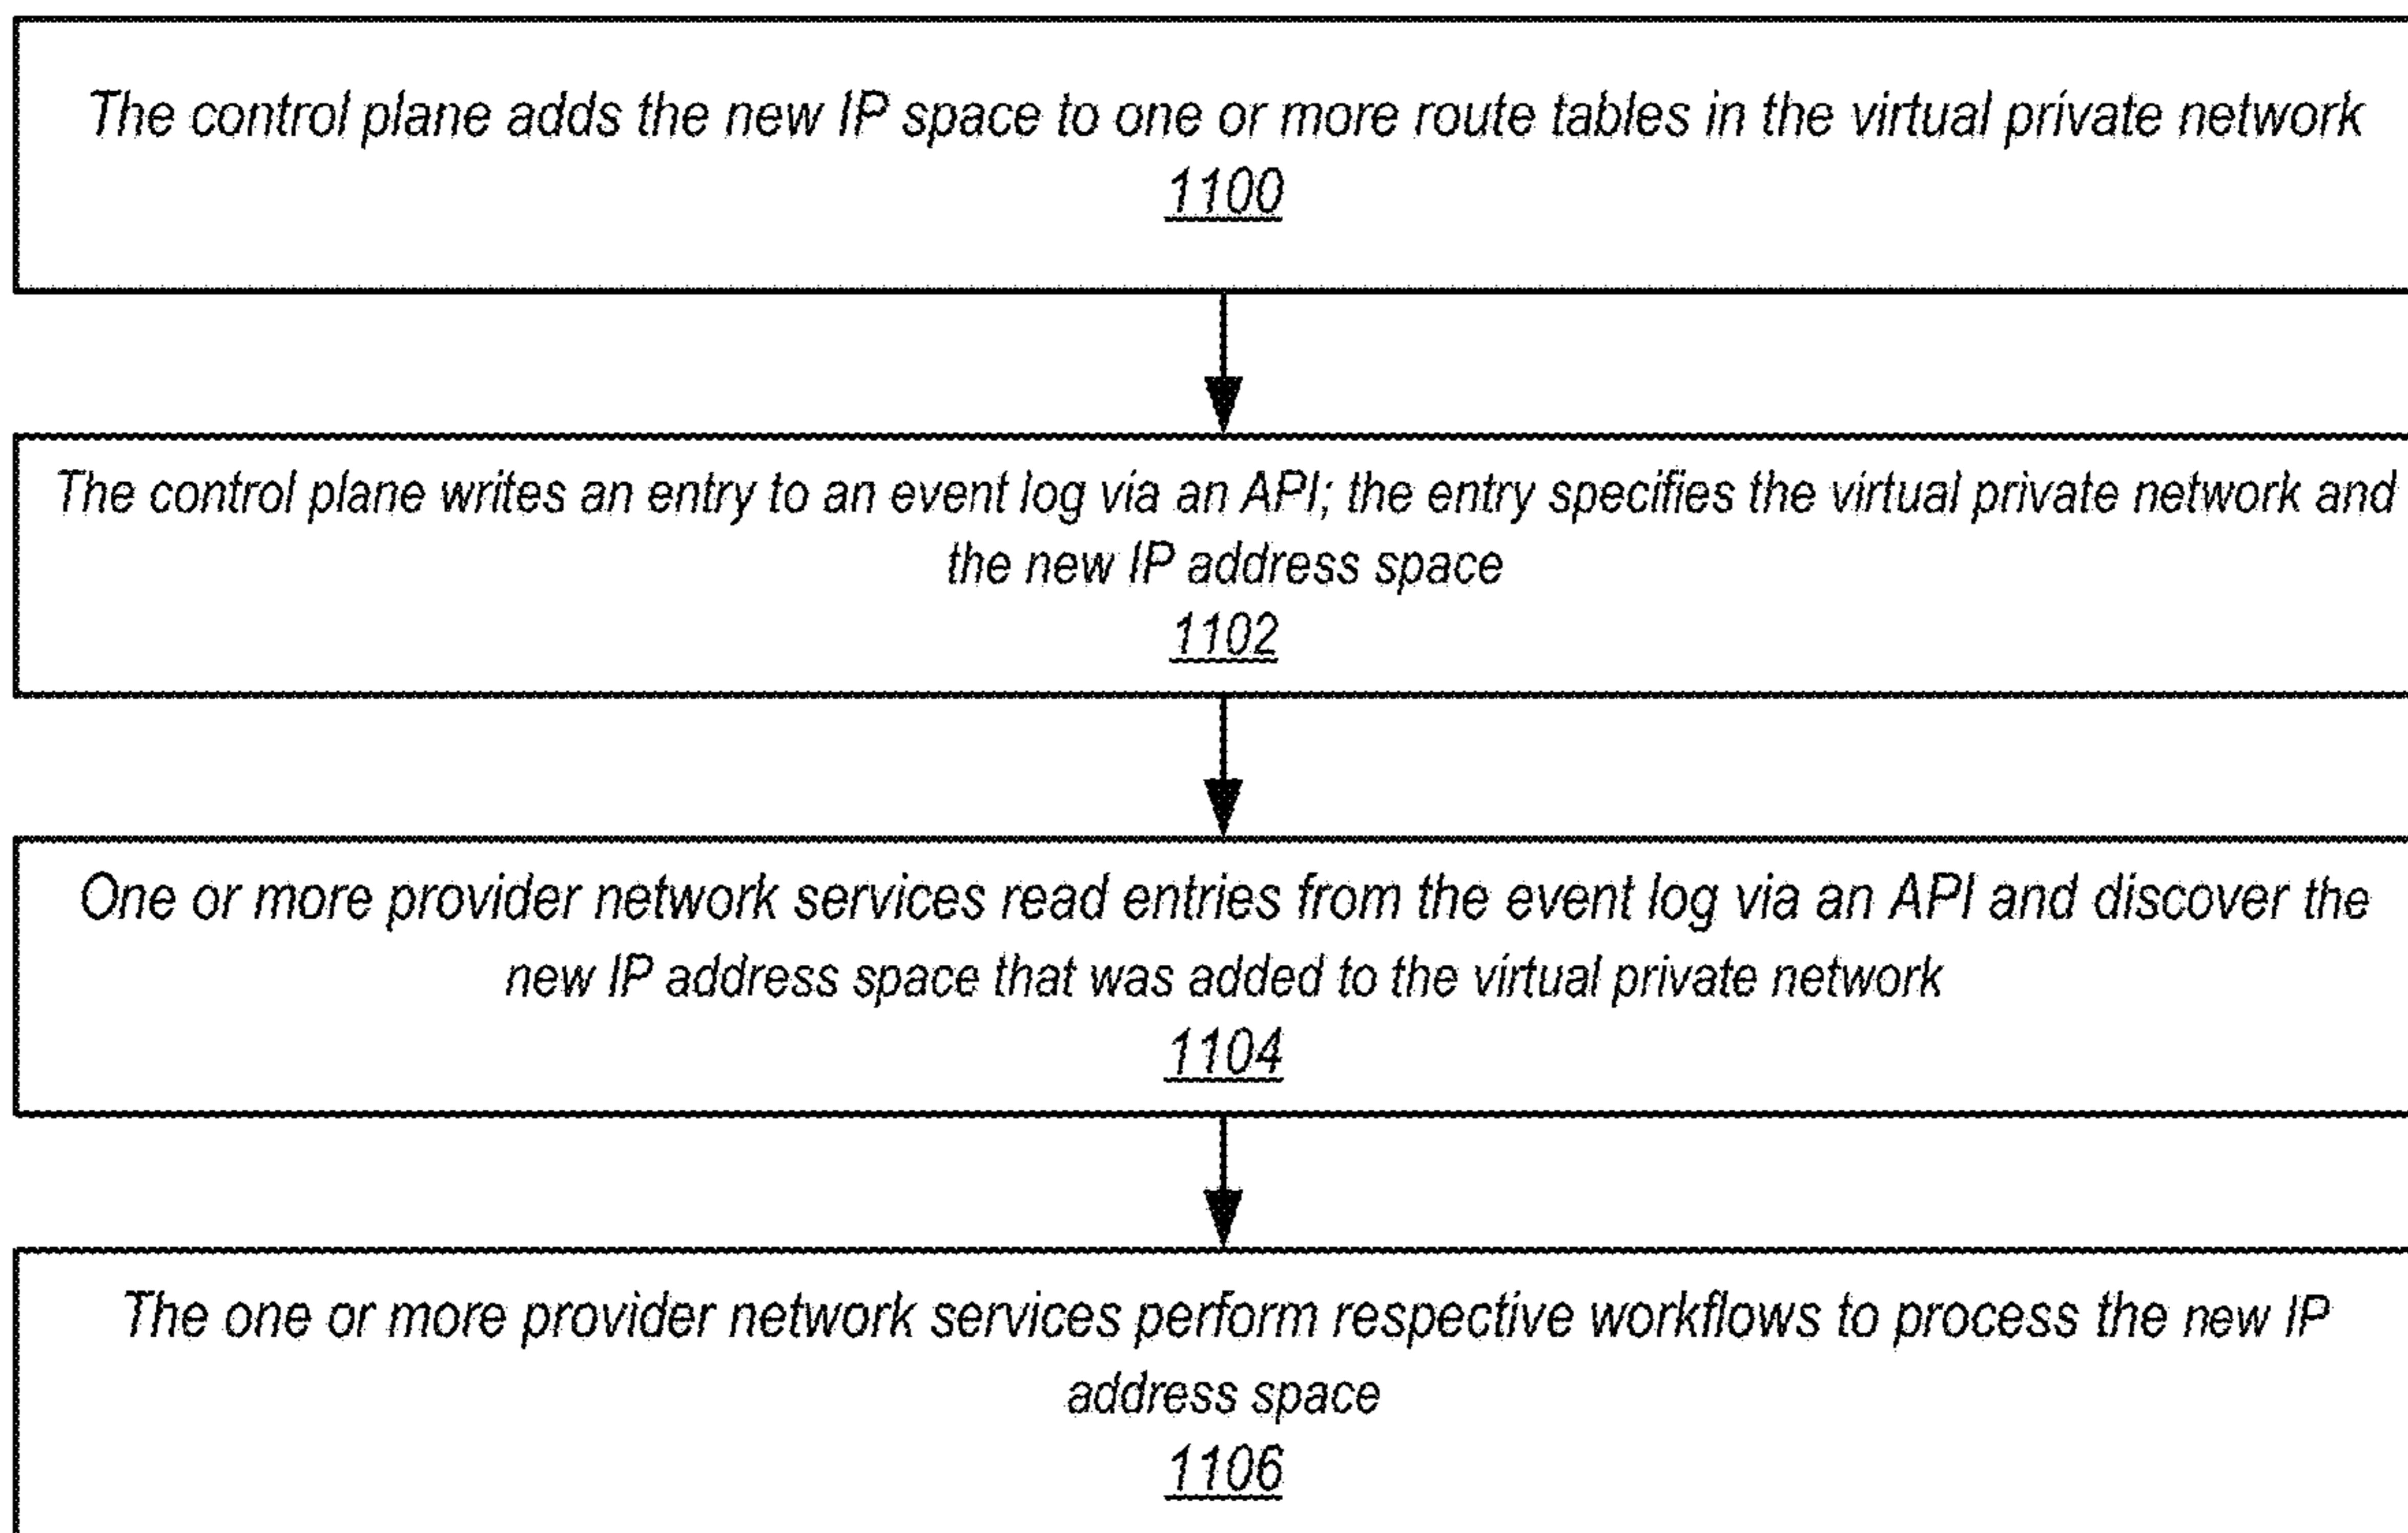 The control plane adds the new IP space to one or more route tables in the virtual private network
1100
The control plane writes an entry to an event log via an API; the entry specifies the virtual private network and
the new IP address space
1102
One or more provider network services read entries from the event log via an API and discover the
new IP address space that was added to the virtual private network
1104
The one or more provider network services perform respective workflows to process the new IP
address space
1106